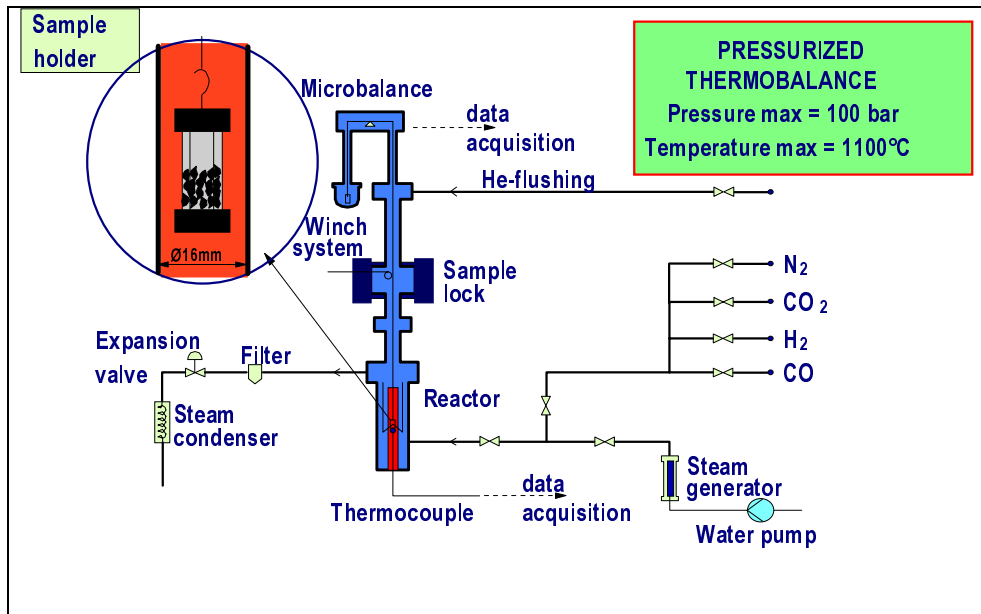 Sample
holder
PRESSURIZED
THERMOBALANCE
Pressure max = 100 bar
Temperature max = 1100°C
Microbalance
data
acquisition
He-flushing
Winch
system
Ø16mm
Sample
lock
N2
CO2
H2
CO
Expansion
valve
Filter
Reactor
Steam
condenser
Steam
generator
data
acquisition
Thermocouple
Water pump